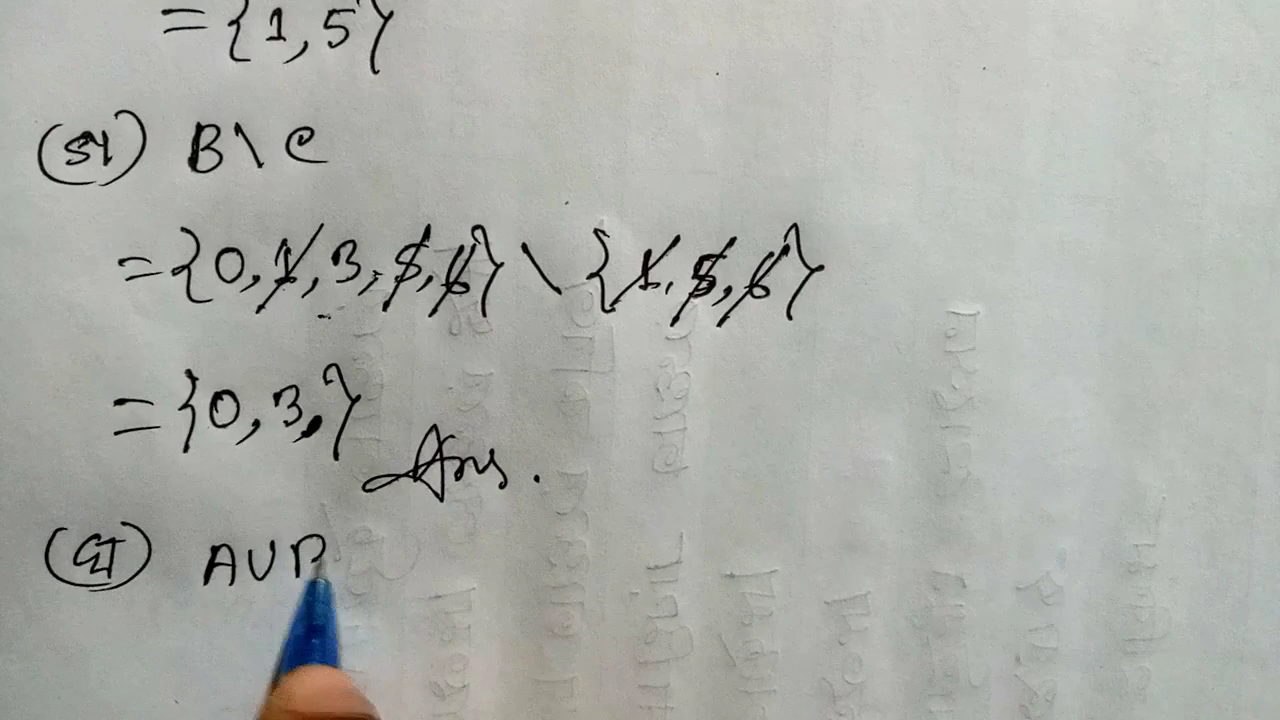 = {1, 5}
(গ) B \ C
= {0, 1, 3, 5, 6} \ {1, 5, 6}
= {0, 3, }
Ans.
(ঘ) A ∪ B